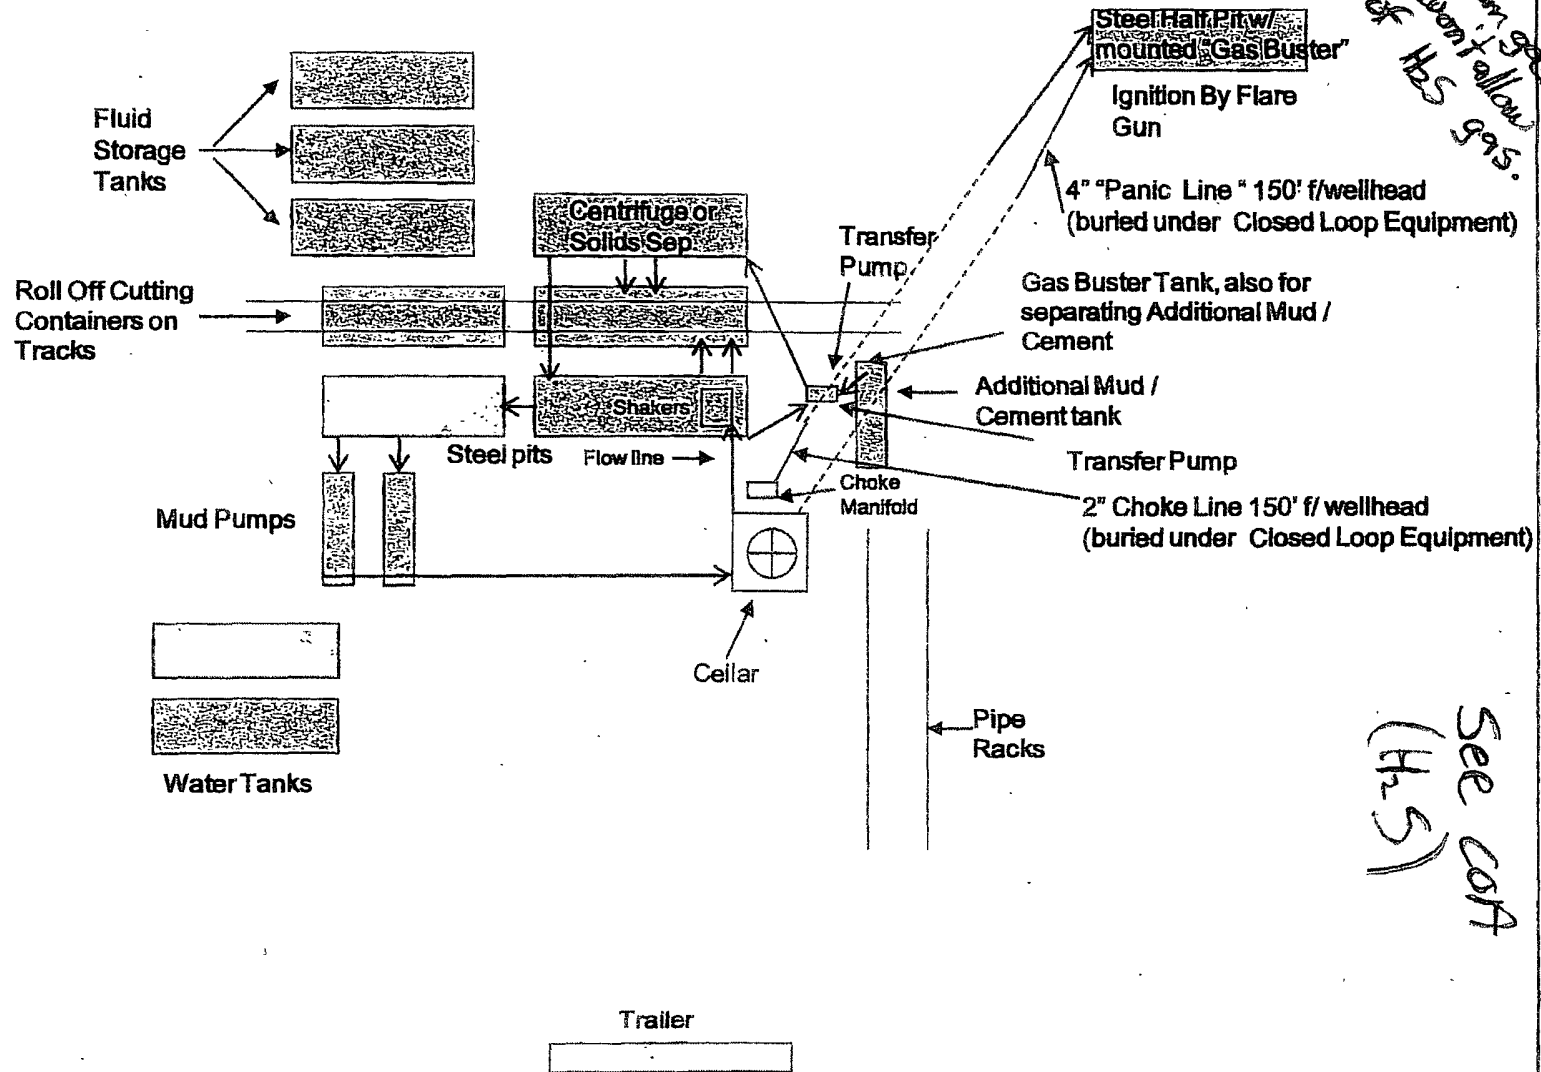 Steel Half Pit w/
mounted "Gas Buster"
Ignition By Flare
Gun
won't allow
of H2S gas.
Fluid
Storage
Tanks
4" "Panic Line " 150' f/wellhead
(buried under Closed Loop Equipment)
Centrifuge or
Solids Sep
Transfer
Pump
Roll Off Cutting
Containers on
Tracks
Gas Buster Tank, also for
separating Additional Mud /
Cement
Additional Mud /
Cement tank
Shakers
Steel pits
Flow line
Transfer Pump
Choke
Manifold
2" Choke Line 150' f/ wellhead
(buried under Closed Loop Equipment)
Mud Pumps
Cellar
Pipe
Racks
Water Tanks
See COA
(H2S)
Trailer